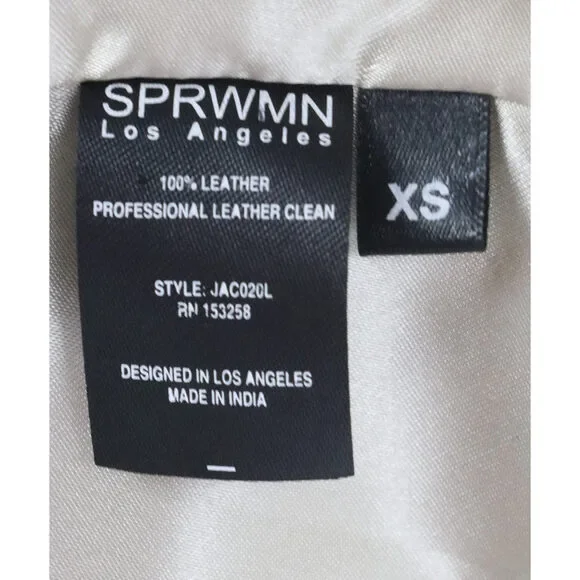 SPRWMN
Los Angeles
XS
100% LEATHER
PROFESSIONAL LEATHER CLEAN
STYLE: JAC020L
RN 153258
DESIGNED IN LOS ANGELES
MADE IN INDIA